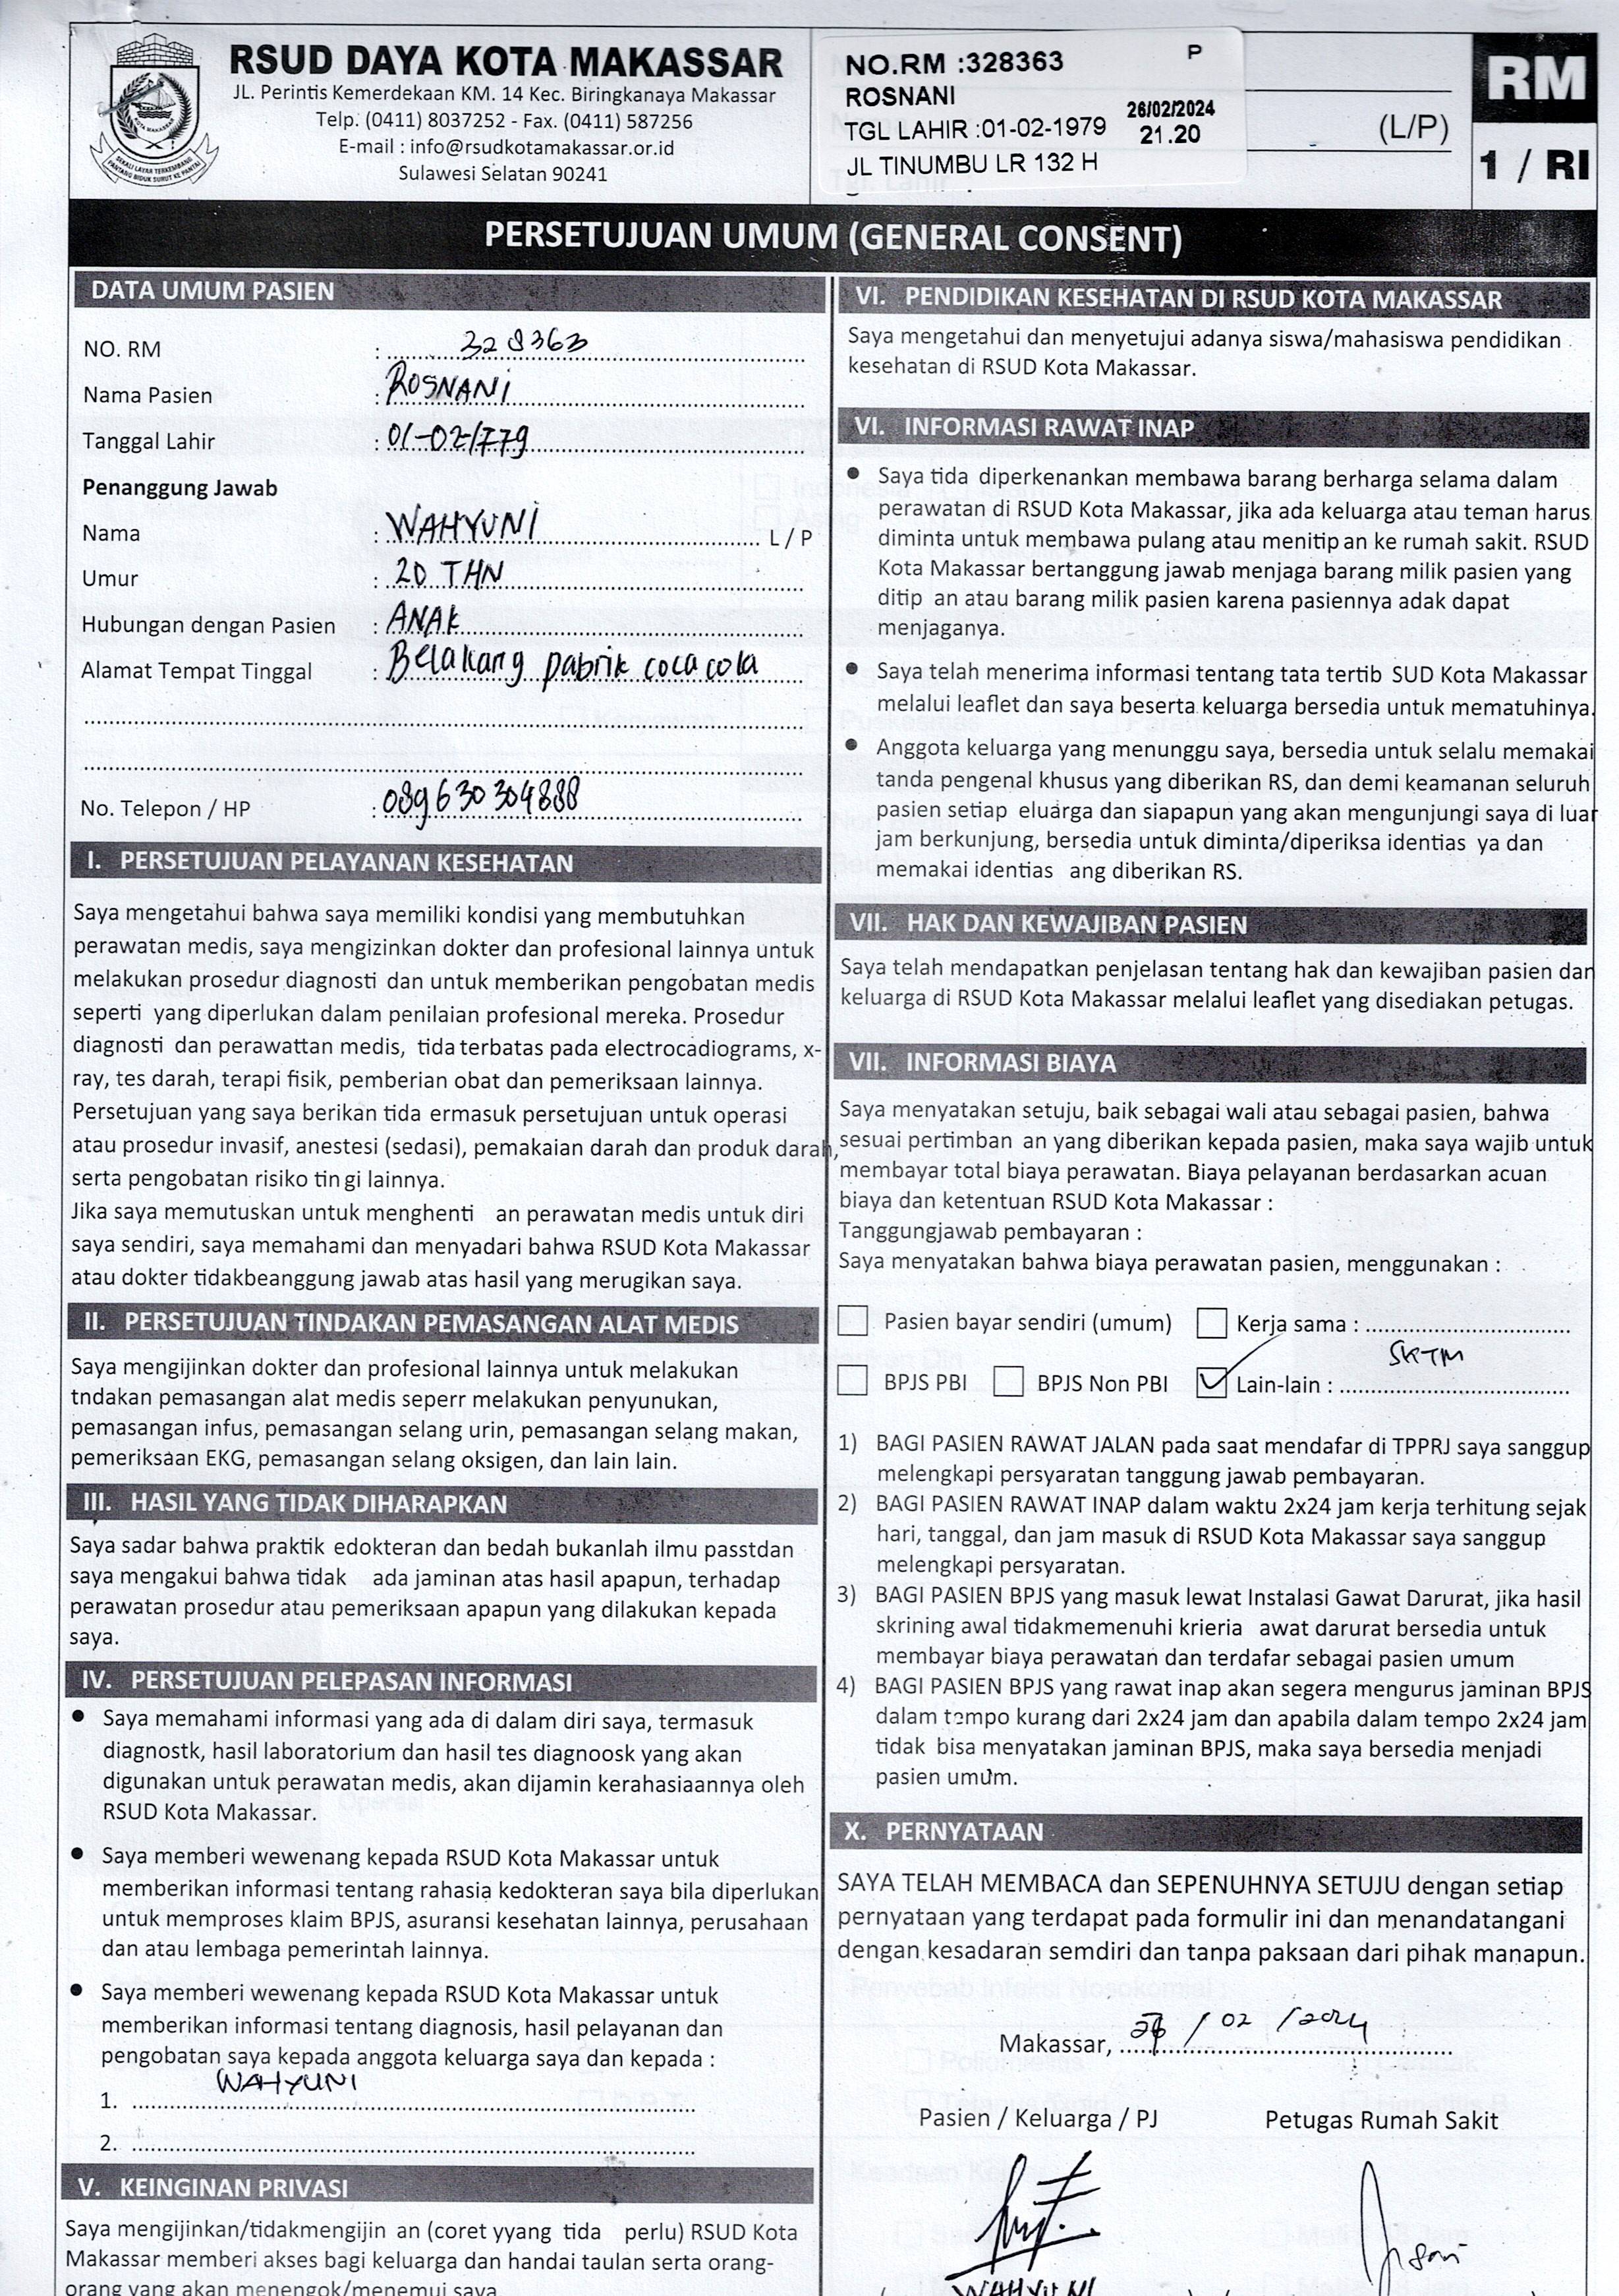 RSUD DAYA KOTA MAKASSAR
JL. Perintis Kemerdekaan KM. 14 Kec. Biringkanaya Makassar
Telp. (0411) 8037252 - Fax. (0411) 587256
E-mail : info@rsudkotamakassar.or.id
Sulawesi Selatan 90241
NO.RM :328363 P
ROSNANI
26/02/2024
TGL LAHIR :01-02-1979 21.20
JL TINUMBU LR 132 H
(L/P)
RM
1 / RI
PERSETUJUAN UMUM (GENERAL CONSENT)
DATA UMUM PASIEN
NO. RM : 328363
Nama Pasien : ROSNANI
Tanggal Lahir : 01-02/779
Penanggung Jawab
Nama : WAHYUNI L / P
Umur : 20 THN
Hubungan dengan Pasien : ANAK
Alamat Tempat Tinggal : Belakang pabrik coca cola
No. Telepon / HP : 089630304888
I. PERSETUJUAN PELAYANAN KESEHATAN
Saya mengetahui bahwa saya memiliki kondisi yang membutuhkan
perawatan medis, saya mengizinkan dokter dan profesional lainnya untuk
melakukan prosedur diagnosti dan untuk memberikan pengobatan medis
seperti yang diperlukan dalam penilaian profesional mereka. Prosedur
diagnosti dan perawattan medis, tida terbatas pada electrocadiograms, x-
ray, tes darah, terapi fisik, pemberian obat dan pemeriksaan lainnya.
Persetujuan yang saya berikan tida ermasuk persetujuan untuk operasi
atau prosedur invasif, anestesi (sedasi), pemakaian darah dan produk darah,
serta pengobatan risiko tin gi lainnya.
Jika saya memutuskan untuk menghenti an perawatan medis untuk diri
saya sendiri, saya memahami dan menyadari bahwa RSUD Kota Makassar
atau dokter tidakbeanggung jawab atas hasil yang merugikan saya.
II. PERSETUJUAN TINDAKAN PEMASANGAN ALAT MEDIS
Saya mengijinkan dokter dan profesional lainnya untuk melakukan
tndakan pemasangan alat medis seperr melakukan penyunukan,
pemasangan infus, pemasangan selang urin, pemasangan selang makan,
pemeriksaan EKG, pemasangan selang oksigen, dan lain lain.
III. HASIL YANG TIDAK DIHARAPKAN
Saya sadar bahwa praktik edokteran dan bedah bukanlah ilmu passtdan
saya mengakui bahwa tidak ada jaminan atas hasil apapun, terhadap
perawatan prosedur atau pemeriksaan apapun yang dilakukan kepada
saya.
IV. PERSETUJUAN PELEPASAN INFORMASI
● Saya memahami informasi yang ada di dalam diri saya, termasuk
diagnostk, hasil laboratorium dan hasil tes diagnoosk yang akan
digunakan untuk perawatan medis, akan dijamin kerahasiaannya oleh
RSUD Kota Makassar.
● Saya memberi wewenang kepada RSUD Kota Makassar untuk
memberikan informasi tentang rahasia kedokteran saya bila diperlukan
untuk memproses klaim BPJS, asuransi kesehatan lainnya, perusahaan
dan atau lembaga pemerintah lainnya.
● Saya memberi wewenang kepada RSUD Kota Makassar untuk
memberikan informasi tentang diagnosis, hasil pelayanan dan
pengobatan saya kepada anggota keluarga saya dan kepada :
1. WAHYUNI
2.
V. KEINGINAN PRIVASI
Saya mengijinkan/tidakmengijin an (coret yyang tida perlu) RSUD Kota
Makassar memberi akses bagi keluarga dan handai taulan serta orang-
orang yang akan menengok/menemui saya
VI. PENDIDIKAN KESEHATAN DI RSUD KOTA MAKASSAR
Saya mengetahui dan menyetujui adanya siswa/mahasiswa pendidikan
kesehatan di RSUD Kota Makassar.
VI. INFORMASI RAWAT INAP
● Saya tida diperkenankan membawa barang berharga selama dalam
perawatan di RSUD Kota Makassar, jika ada keluarga atau teman harus
diminta untuk membawa pulang atau menitip an ke rumah sakit. RSUD
Kota Makassar bertanggung jawab menjaga barang milik pasien yang
ditip an atau barang milik pasien karena pasiennya adak dapat
menjaganya.
● Saya telah menerima informasi tentang tata tertib SUD Kota Makassar
melalui leaflet dan saya beserta keluarga bersedia untuk mematuhinya.
● Anggota keluarga yang menunggu saya, bersedia untuk selalu memakai
tanda pengenal khusus yang diberikan RS, dan demi keamanan seluruh
pasien setiap eluarga dan siapapun yang akan mengunjungi saya di luar
jam berkunjung, bersedia untuk diminta/diperiksa identias ya dan
memakai identias ang diberikan RS.
VII. HAK DAN KEWAJIBAN PASIEN
Saya telah mendapatkan penjelasan tentang hak dan kewajiban pasien dan
keluarga di RSUD Kota Makassar melalui leaflet yang disediakan petugas.
VII. INFORMASI BIAYA
Saya menyatakan setuju, baik sebagai wali atau sebagai pasien, bahwa
sesuai pertimban an yang diberikan kepada pasien, maka saya wajib untuk
membayar total biaya perawatan. Biaya pelayanan berdasarkan acuan
biaya dan ketentuan RSUD Kota Makassar :
Tanggungjawab pembayaran :
Saya menyatakan bahwa biaya perawatan pasien, menggunakan :
Pasien bayar sendiri (umum) Kerja sama :
BPJS PBI BPJS Non PBI Lain-lain : SKTM
1) BAGI PASIEN RAWAT JALAN pada saat mendafar di TPPRJ saya sanggup
melengkapi persyaratan tanggung jawab pembayaran.
2) BAGI PASIEN RAWAT INAP dalam waktu 2x24 jam kerja terhitung sejak
hari, tanggal, dan jam masuk di RSUD Kota Makassar saya sanggup
melengkapi persyaratan.
3) BAGI PASIEN BPJS yang masuk lewat Instalasi Gawat Darurat, jika hasil
skrining awal tidakmemenuhi krieria awat darurat bersedia untuk
membayar biaya perawatan dan terdafar sebagai pasien umum
4) BAGI PASIEN BPJS yang rawat inap akan segera mengurus jaminan BPJS
dalam tempo kurang dari 2x24 jam dan apabila dalam tempo 2x24 jam
tidak bisa menyatakan jaminan BPJS, maka saya bersedia menjadi
pasien umum.
X. PERNYATAAN
SAYA TELAH MEMBACA dan SEPENUHNYA SETUJU dengan setiap
pernyataan yang terdapat pada formulir ini dan menandatangani
dengan kesadaran semdiri dan tanpa paksaan dari pihak manapun.
Makassar, / 02 / 2024
Pasien / Keluarga / PJ Petugas Rumah Sakit
WAHYUNI